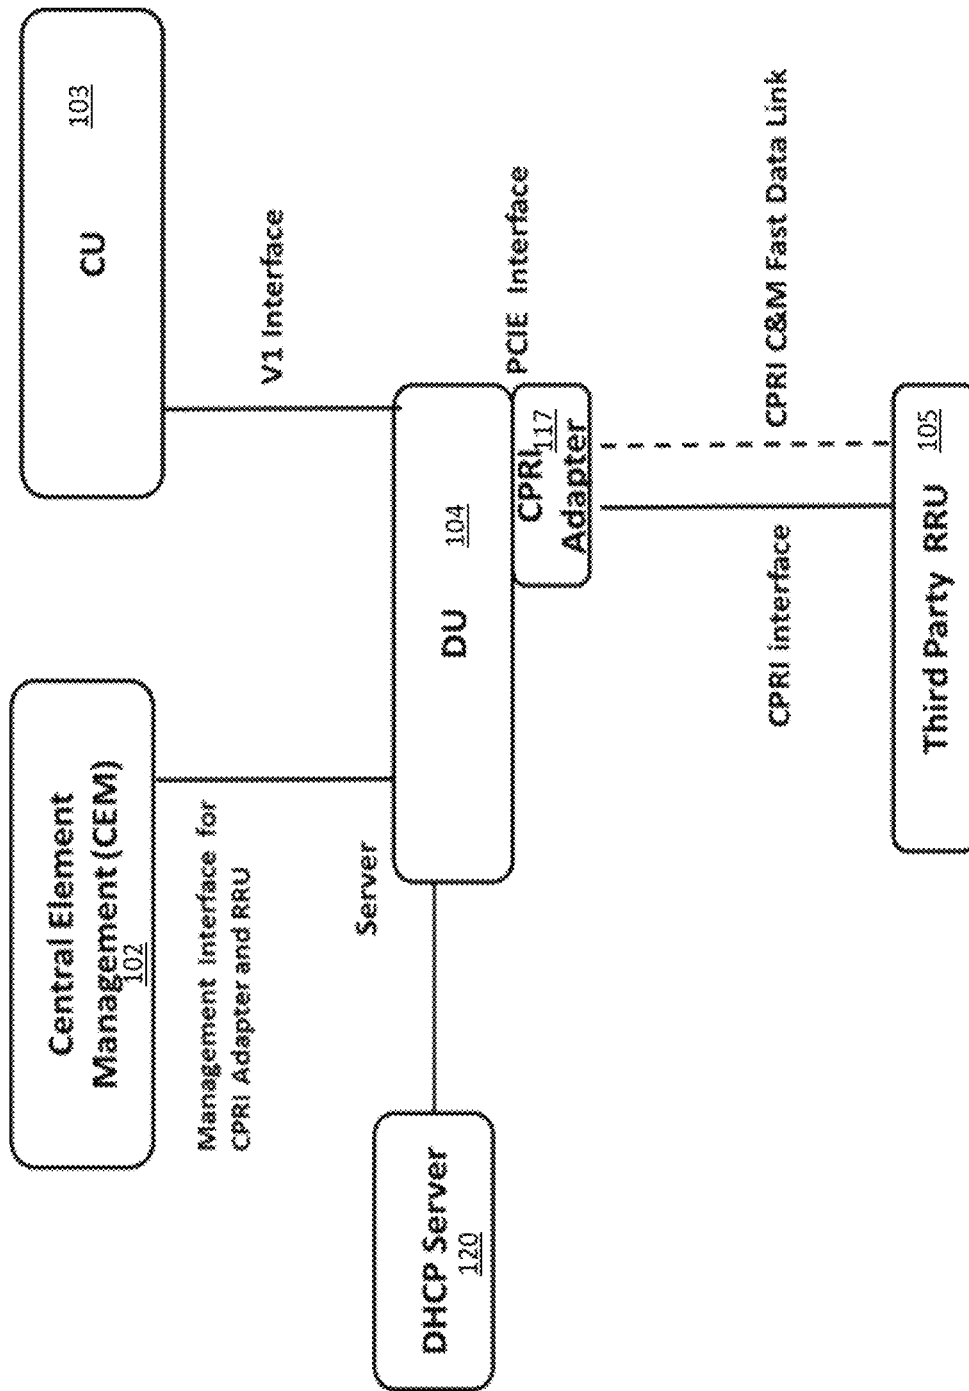 Central Element
Management (CEM)
102
CU
103
Management Interface for
CPRI Adapter and RRU
V1 Interface
Server
DHCP Server
120
DU
104
PCIE Interface
CPRI
117
Adapter
CPRI interface
CPRI C&M Fast Data Link
Third Party RRU
105